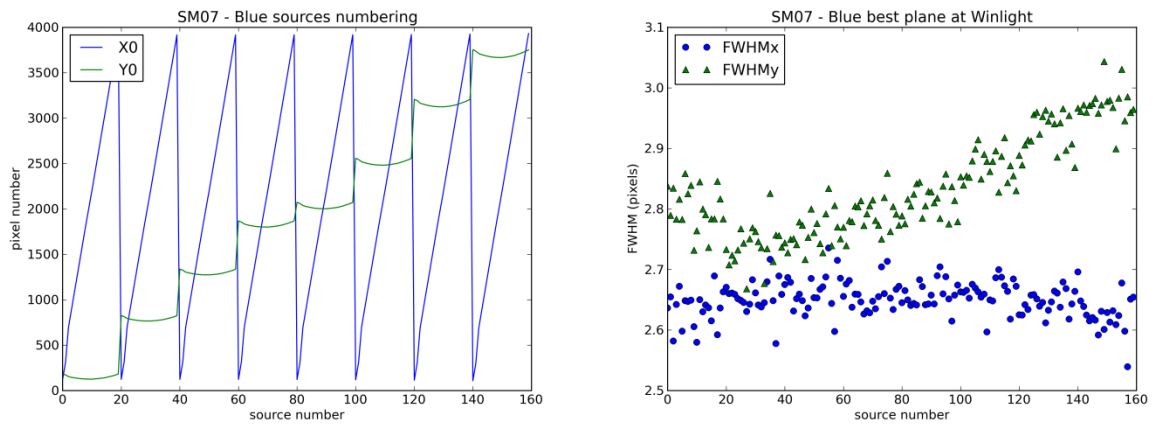 SM07 - Blue sources numbering
4000
3500
3000
2500
2000
1500
1000
500
0
pixel number
X0
Y0
0 20 40 60 80 100 120 140 160
source number
SM07 - Blue best plane at Winlight
3.1
3.0
2.9
2.8
2.7
2.6
2.5
FWHM (pixels)
FWHMx
FWHMy
0 20 40 60 80 100 120 140 160
source number